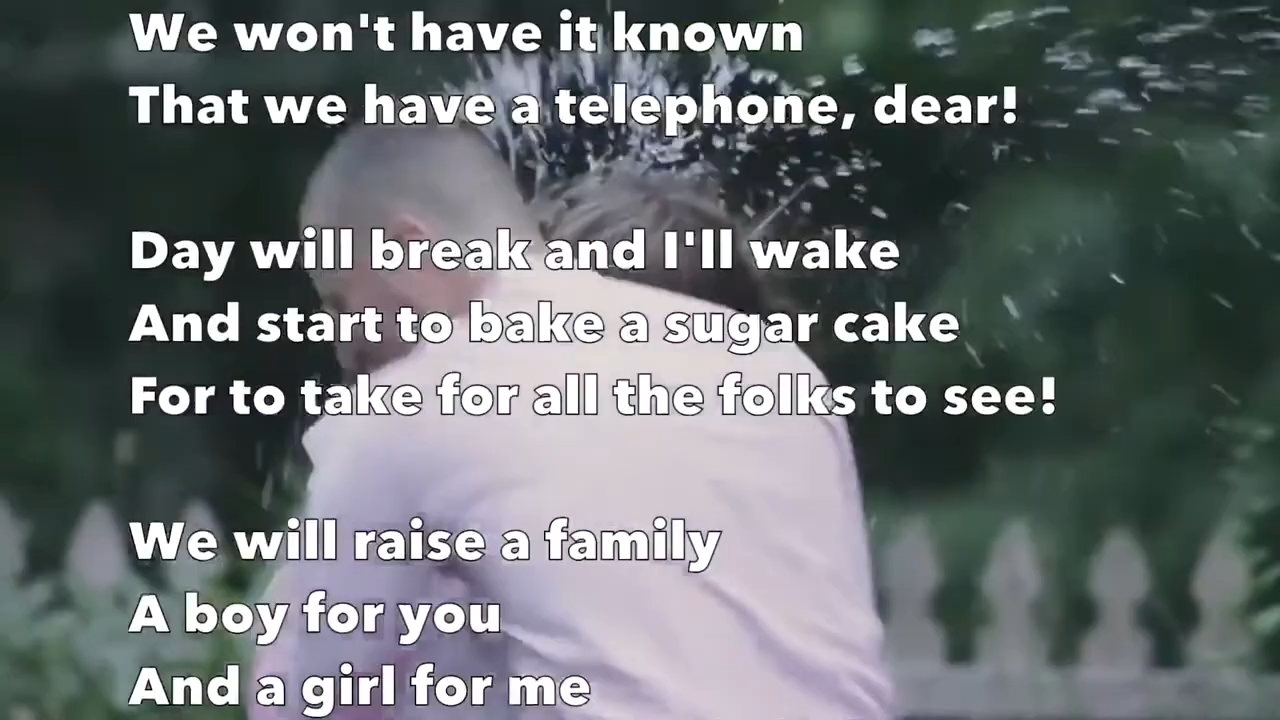 We won't have it known
That we have a telephone, dear!
Day will break and I'll wake
And start to bake a sugar cake
For to take for all the folks to see!
We will raise a family
A boy for you
And a girl for me